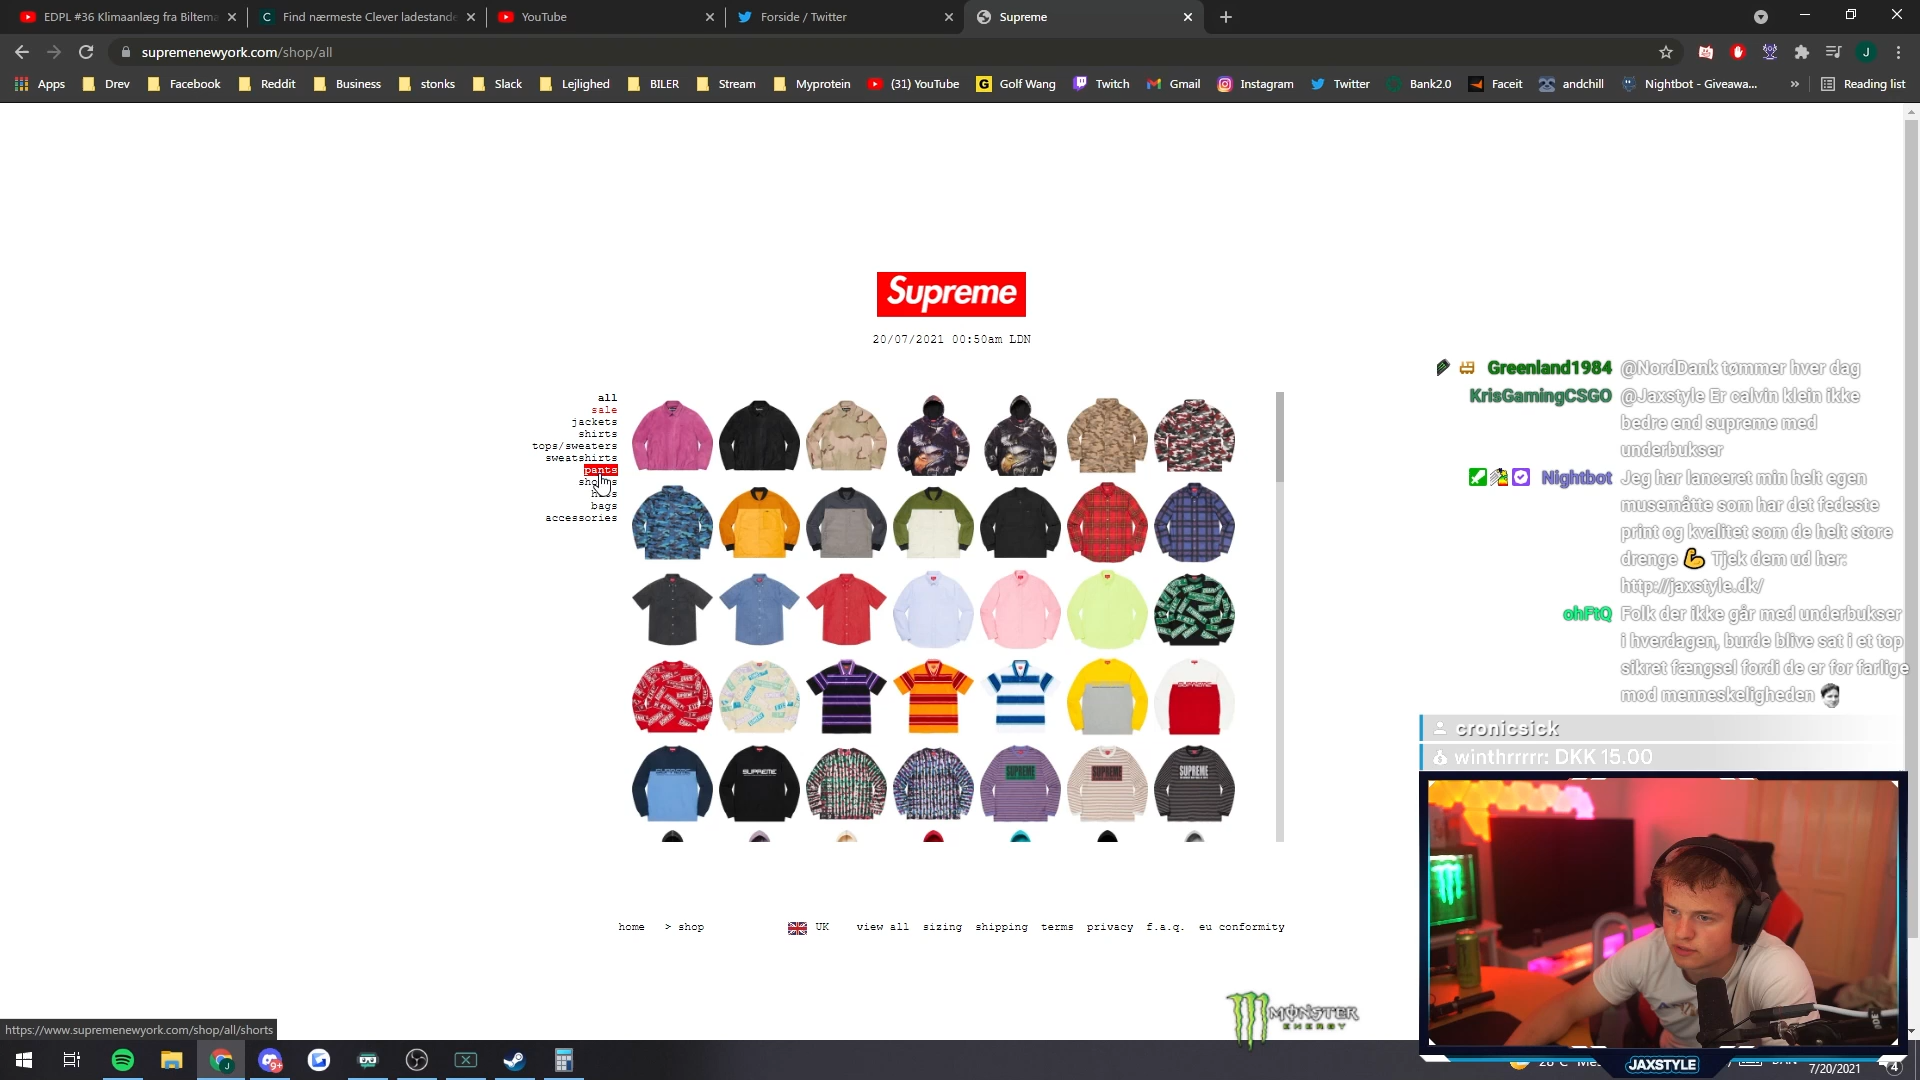 EDPL #36 Klimaanlæg fra Biltema
Find nærmeste Clever ladestande
YouTube
Forside / Twitter
Supreme
supremenewyork.com/shop/all
Apps
Drev
Facebook
Reddit
Business
stonks
Slack
Lejlighed
BILER
Stream
Myprotein
(31) YouTube
Golf Wang
Twitch
Gmail
Instagram
Twitter
Bank2.0
Faceit
andchill
Nightbot - Giveawa...
»
Reading list
Supreme
20/07/2021 00:50am LDN
all
sale
jackets
shirts
tops/sweaters
sweatshirts
pants
bags
accessories
Greenland1984 @NordDank tømmer hver dag
KrisGamingCSGO @Jaxstyle Er calvin klein ikke
bedre end supreme med
underbukser
Nightbot Jeg har lanceret min helt egen
musemåtte som har det fedeste
print og kvalitet som de helt store
drenge 💪 Tjek dem ud her:
http://jaxstyle.dk/
ohFtQ Folk der ikke går med underbukser
i hverdagen, burde blive sat i et top
sikret fængsel fordi de er for farlige
mod menneskeligheden
cronicsick
winthrrrrr: DKK 15.00
home > shop UK view all sizing shipping terms privacy f.a.q. eu conformity
MONSTER
ENERGY
https://www.supremenewyork.com/shop/all/shorts
JAXSTYLE
7/20/2021
4